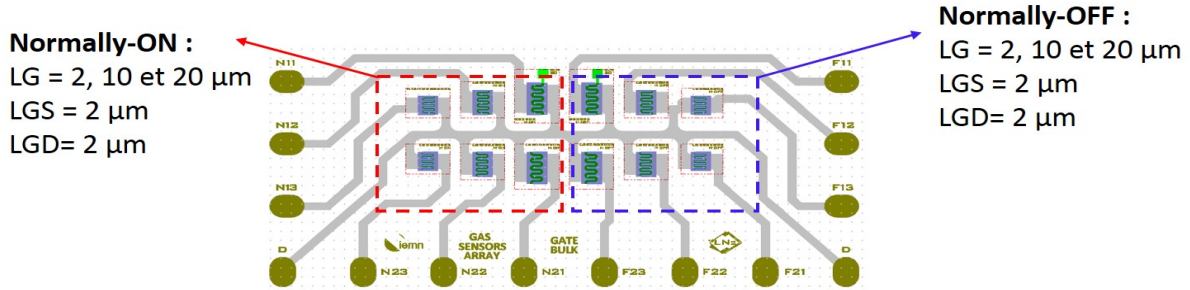 Normally-ON :
LG = 2, 10 et 20 µm
LGS = 2 µm
LGD= 2 µm
Normally-OFF :
LG = 2, 10 et 20 µm
LGS = 2 µm
LGD= 2 µm
N11
F11
N12
F12
N13
F13
D
iemn
GAS
SENSORS
ARRAY
GATE
BULK
LN2
D
N23
N22
N21
F23
F22
F21